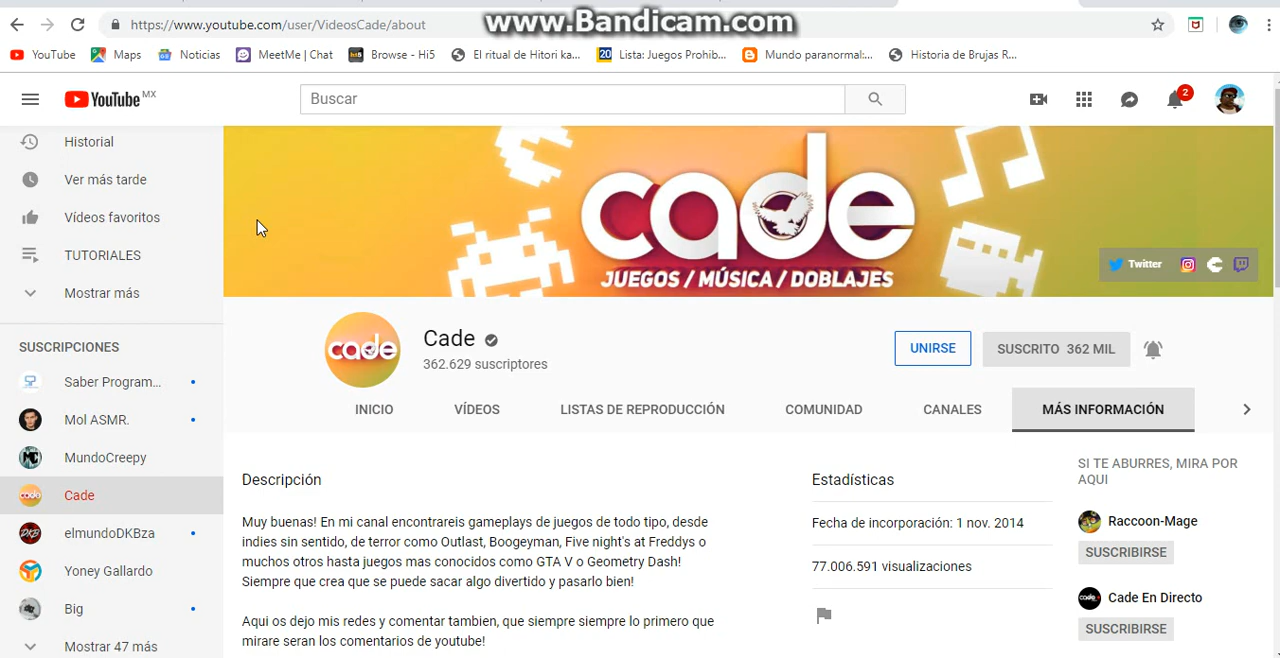 www.Bandicam.com
https://www.youtube.com/user/VideosCade/about
YouTube Maps Noticias MeetMe | Chat Browse - Hi5 El ritual de Hitori ka... Lista: Juegos Prohib... Mundo paranormal:... Historia de Brujas R...
YouTube MX
Buscar
2
Historial
Ver más tarde
Vídeos favoritos
TUTORIALES
Mostrar más
SUSCRIPCIONES
Saber Program...
Mol ASMR.
MundoCreepy
Cade
elmundoDKBza
Yoney Gallardo
Big
Mostrar 47 más
cade
JUEGOS / MÚSICA / DOBLAJES
Twitter
cade
Cade
362.629 suscriptores
UNIRSE
SUSCRITO 362 MIL
INICIO VÍDEOS LISTAS DE REPRODUCCIÓN COMUNIDAD CANALES MÁS INFORMACIÓN
Descripción
Muy buenas! En mi canal encontrareis gameplays de juegos de todo tipo, desde
indies sin sentido, de terror como Outlast, Boogeyman, Five night's at Freddys o
muchos otros hasta juegos mas conocidos como GTA V o Geometry Dash!
Siempre que crea que se puede sacar algo divertido y pasarlo bien!
Aqui os dejo mis redes y comentar tambien, que siempre siempre lo primero que
mirare seran los comentarios de youtube!
Estadísticas
Fecha de incorporación: 1 nov. 2014
77.006.591 visualizaciones
SI TE ABURRES, MIRA POR
AQUI
Raccoon-Mage
SUSCRIBIRSE
Cade En Directo
SUSCRIBIRSE